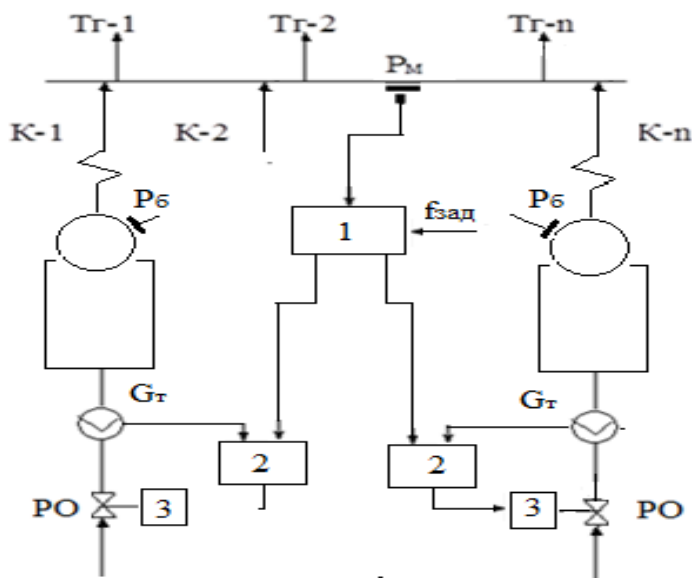 Тг-1 Тг-2 Тг-n
Рм
К-1 К-2 К-n
Рб Рб
fзад
1
Gт Gт
2 2
РО 3 3 РО